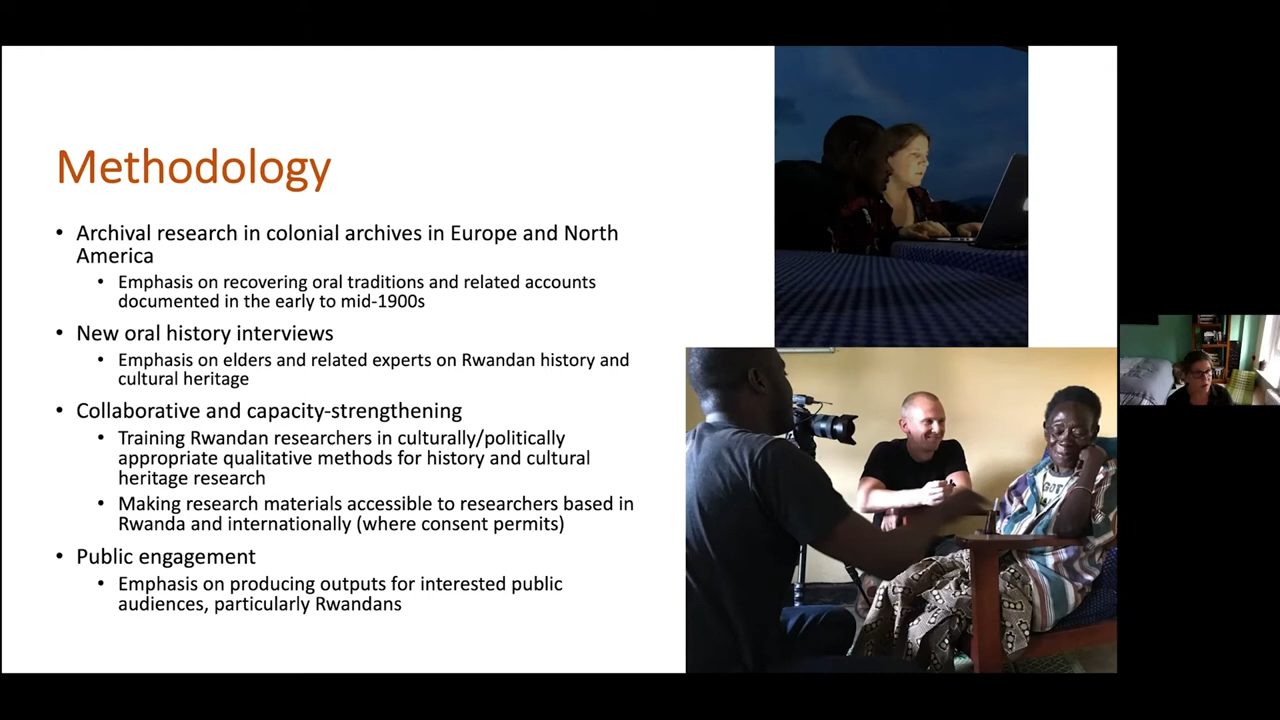 Methodology
• Archival research in colonial archives in Europe and North
America
• Emphasis on recovering oral traditions and related accounts
documented in the early to mid-1900s
• New oral history interviews
• Emphasis on elders and related experts on Rwandan history and
cultural heritage
• Collaborative and capacity-strengthening
• Training Rwandan researchers in culturally/politically
appropriate qualitative methods for history and cultural
heritage research
• Making research materials accessible to researchers based in
Rwanda and internationally (where consent permits)
• Public engagement
• Emphasis on producing outputs for interested public
audiences, particularly Rwandans